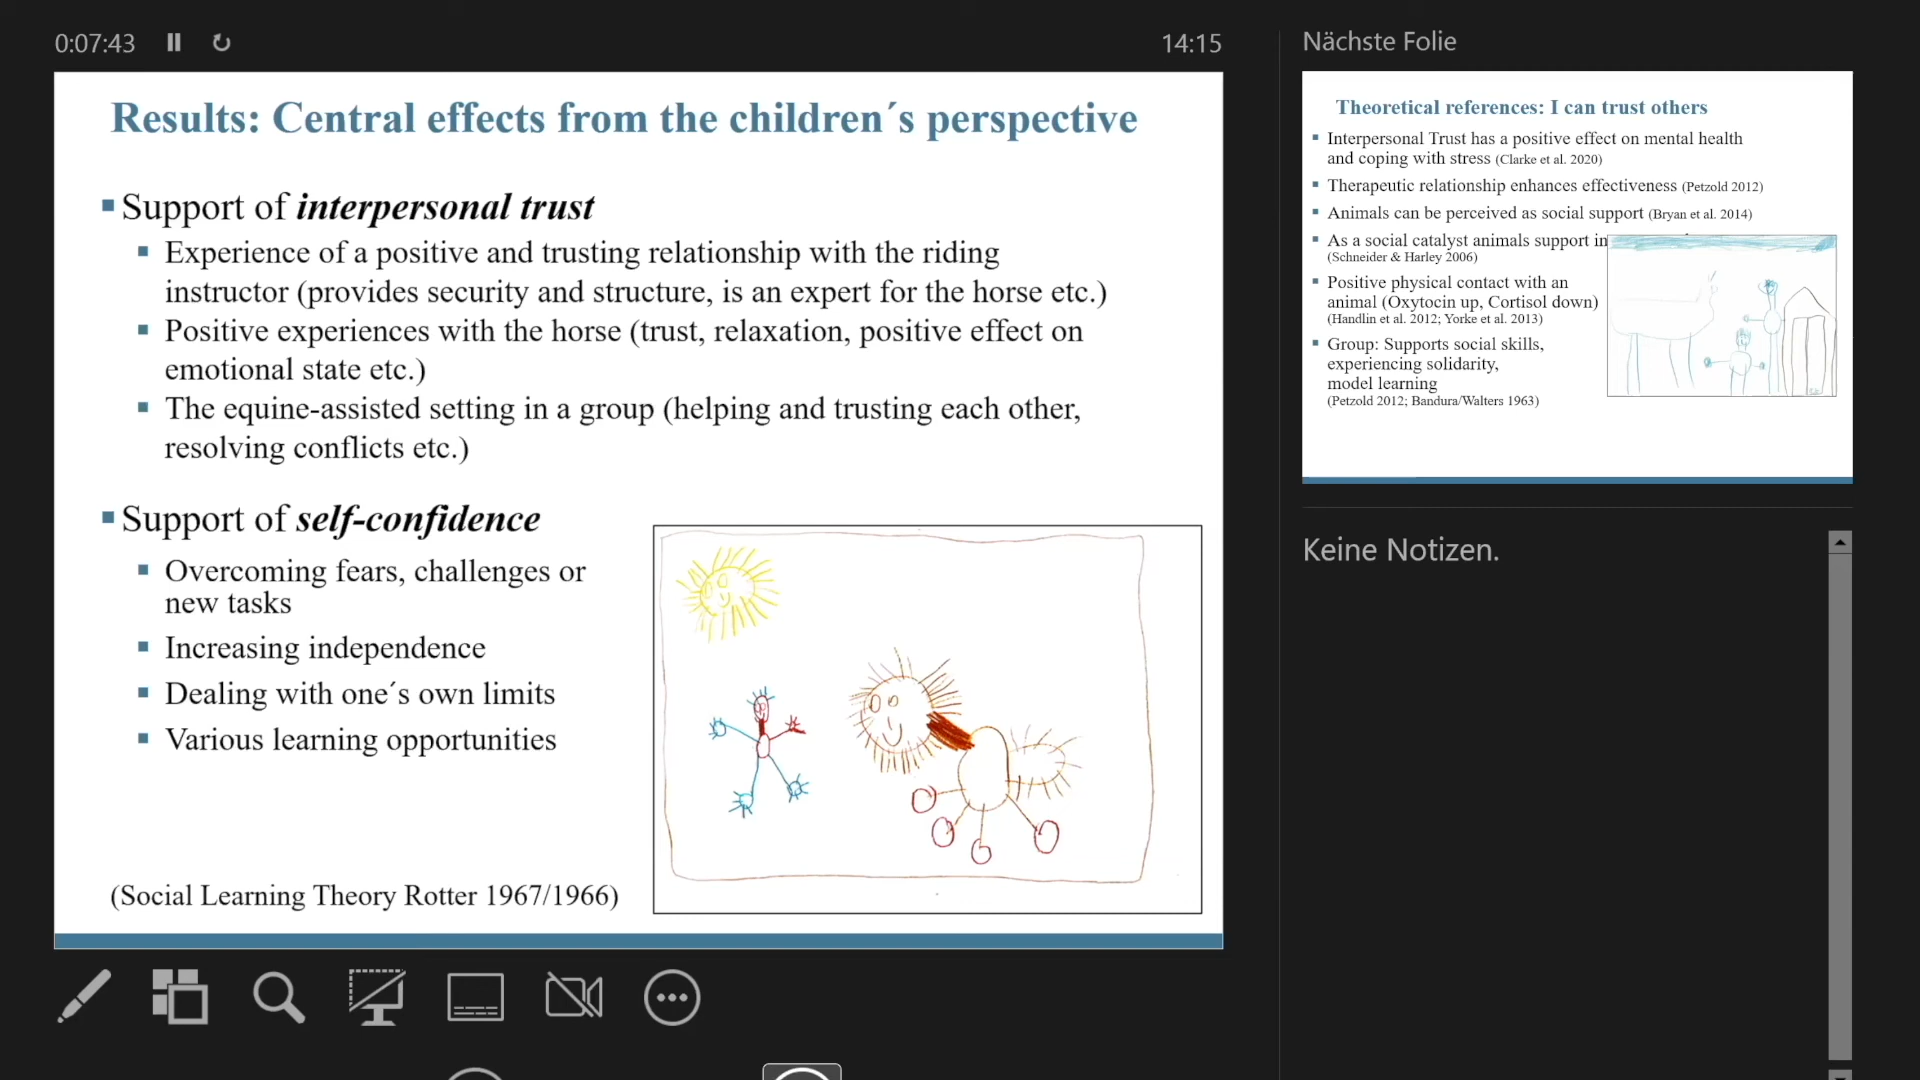 0:07:43
14:15
Nächste Folie
Results: Central effects from the children´s perspective
Support of interpersonal trust
Experience of a positive and trusting relationship with the riding
instructor (provides security and structure, is an expert for the horse etc.)
Positive experiences with the horse (trust, relaxation, positive effect on
emotional state etc.)
The equine-assisted setting in a group (helping and trusting each other,
resolving conflicts etc.)
Support of self-confidence
Overcoming fears, challenges or
new tasks
Increasing independence
Dealing with one´s own limits
Various learning opportunities
(Social Learning Theory Rotter 1967/1966)
Theoretical references: I can trust others
Interpersonal Trust has a positive effect on mental health
and coping with stress (Clarke et al. 2020)
Therapeutic relationship enhances effectiveness (Petzold 2012)
Animals can be perceived as social support (Bryan et al. 2014)
As a social catalyst animals support in
(Schneider & Harley 2006)
Positive physical contact with an
animal (Oxytocin up, Cortisol down)
(Handlin et al. 2012; Yorke et al. 2013)
Group: Supports social skills,
experiencing solidarity,
model learning
(Petzold 2012; Bandura/Walters 1963)
Keine Notizen.